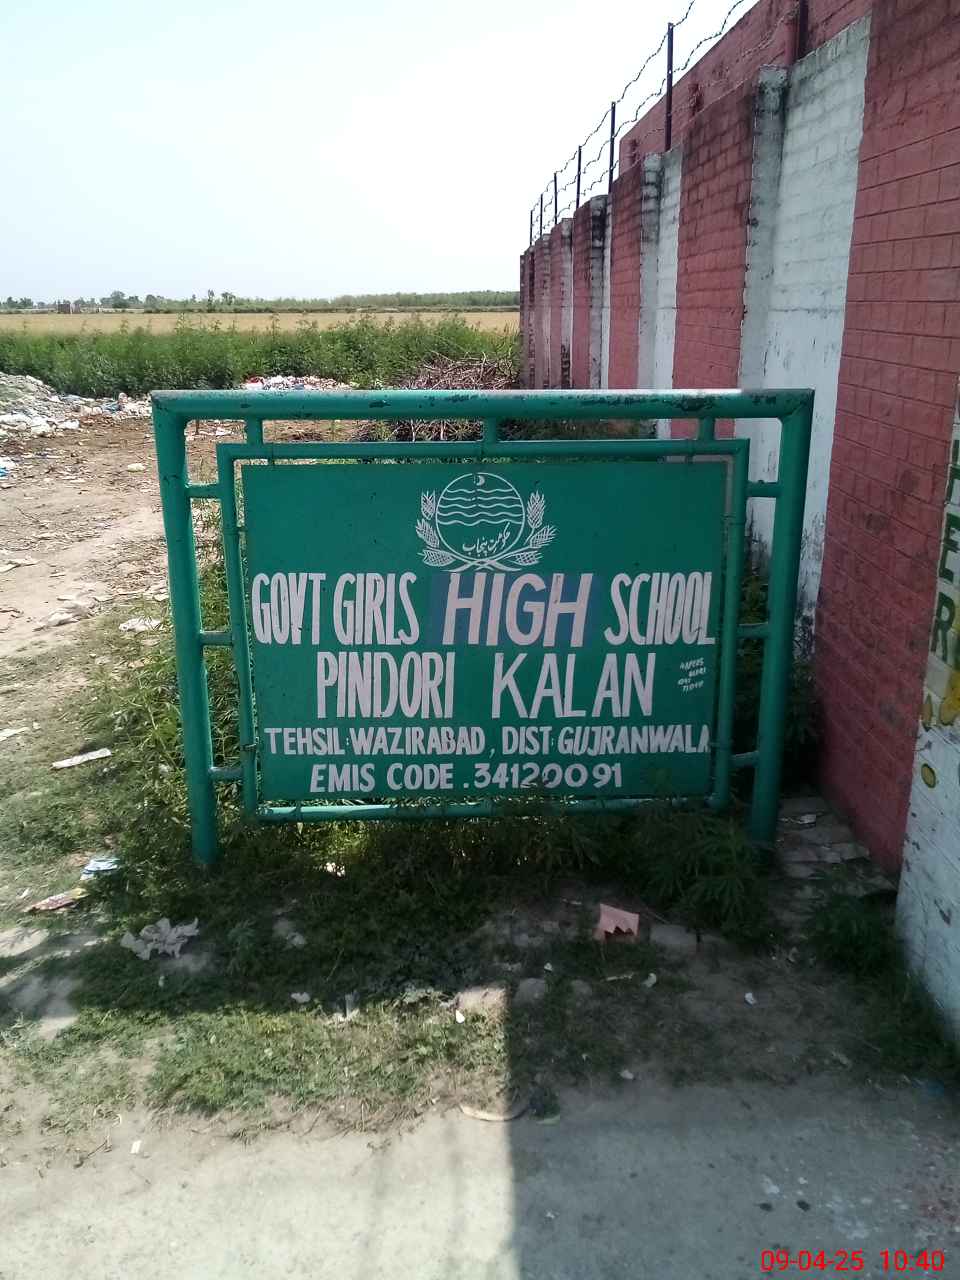 حکومت پنجاب
GOVT GIRLS HIGH SCHOOL
PINDORI KALAN
TEHSIL: WAZIRABAD, DIST: GUJRANWALA
EMIS CODE . 34120091
09-04-25 10:40